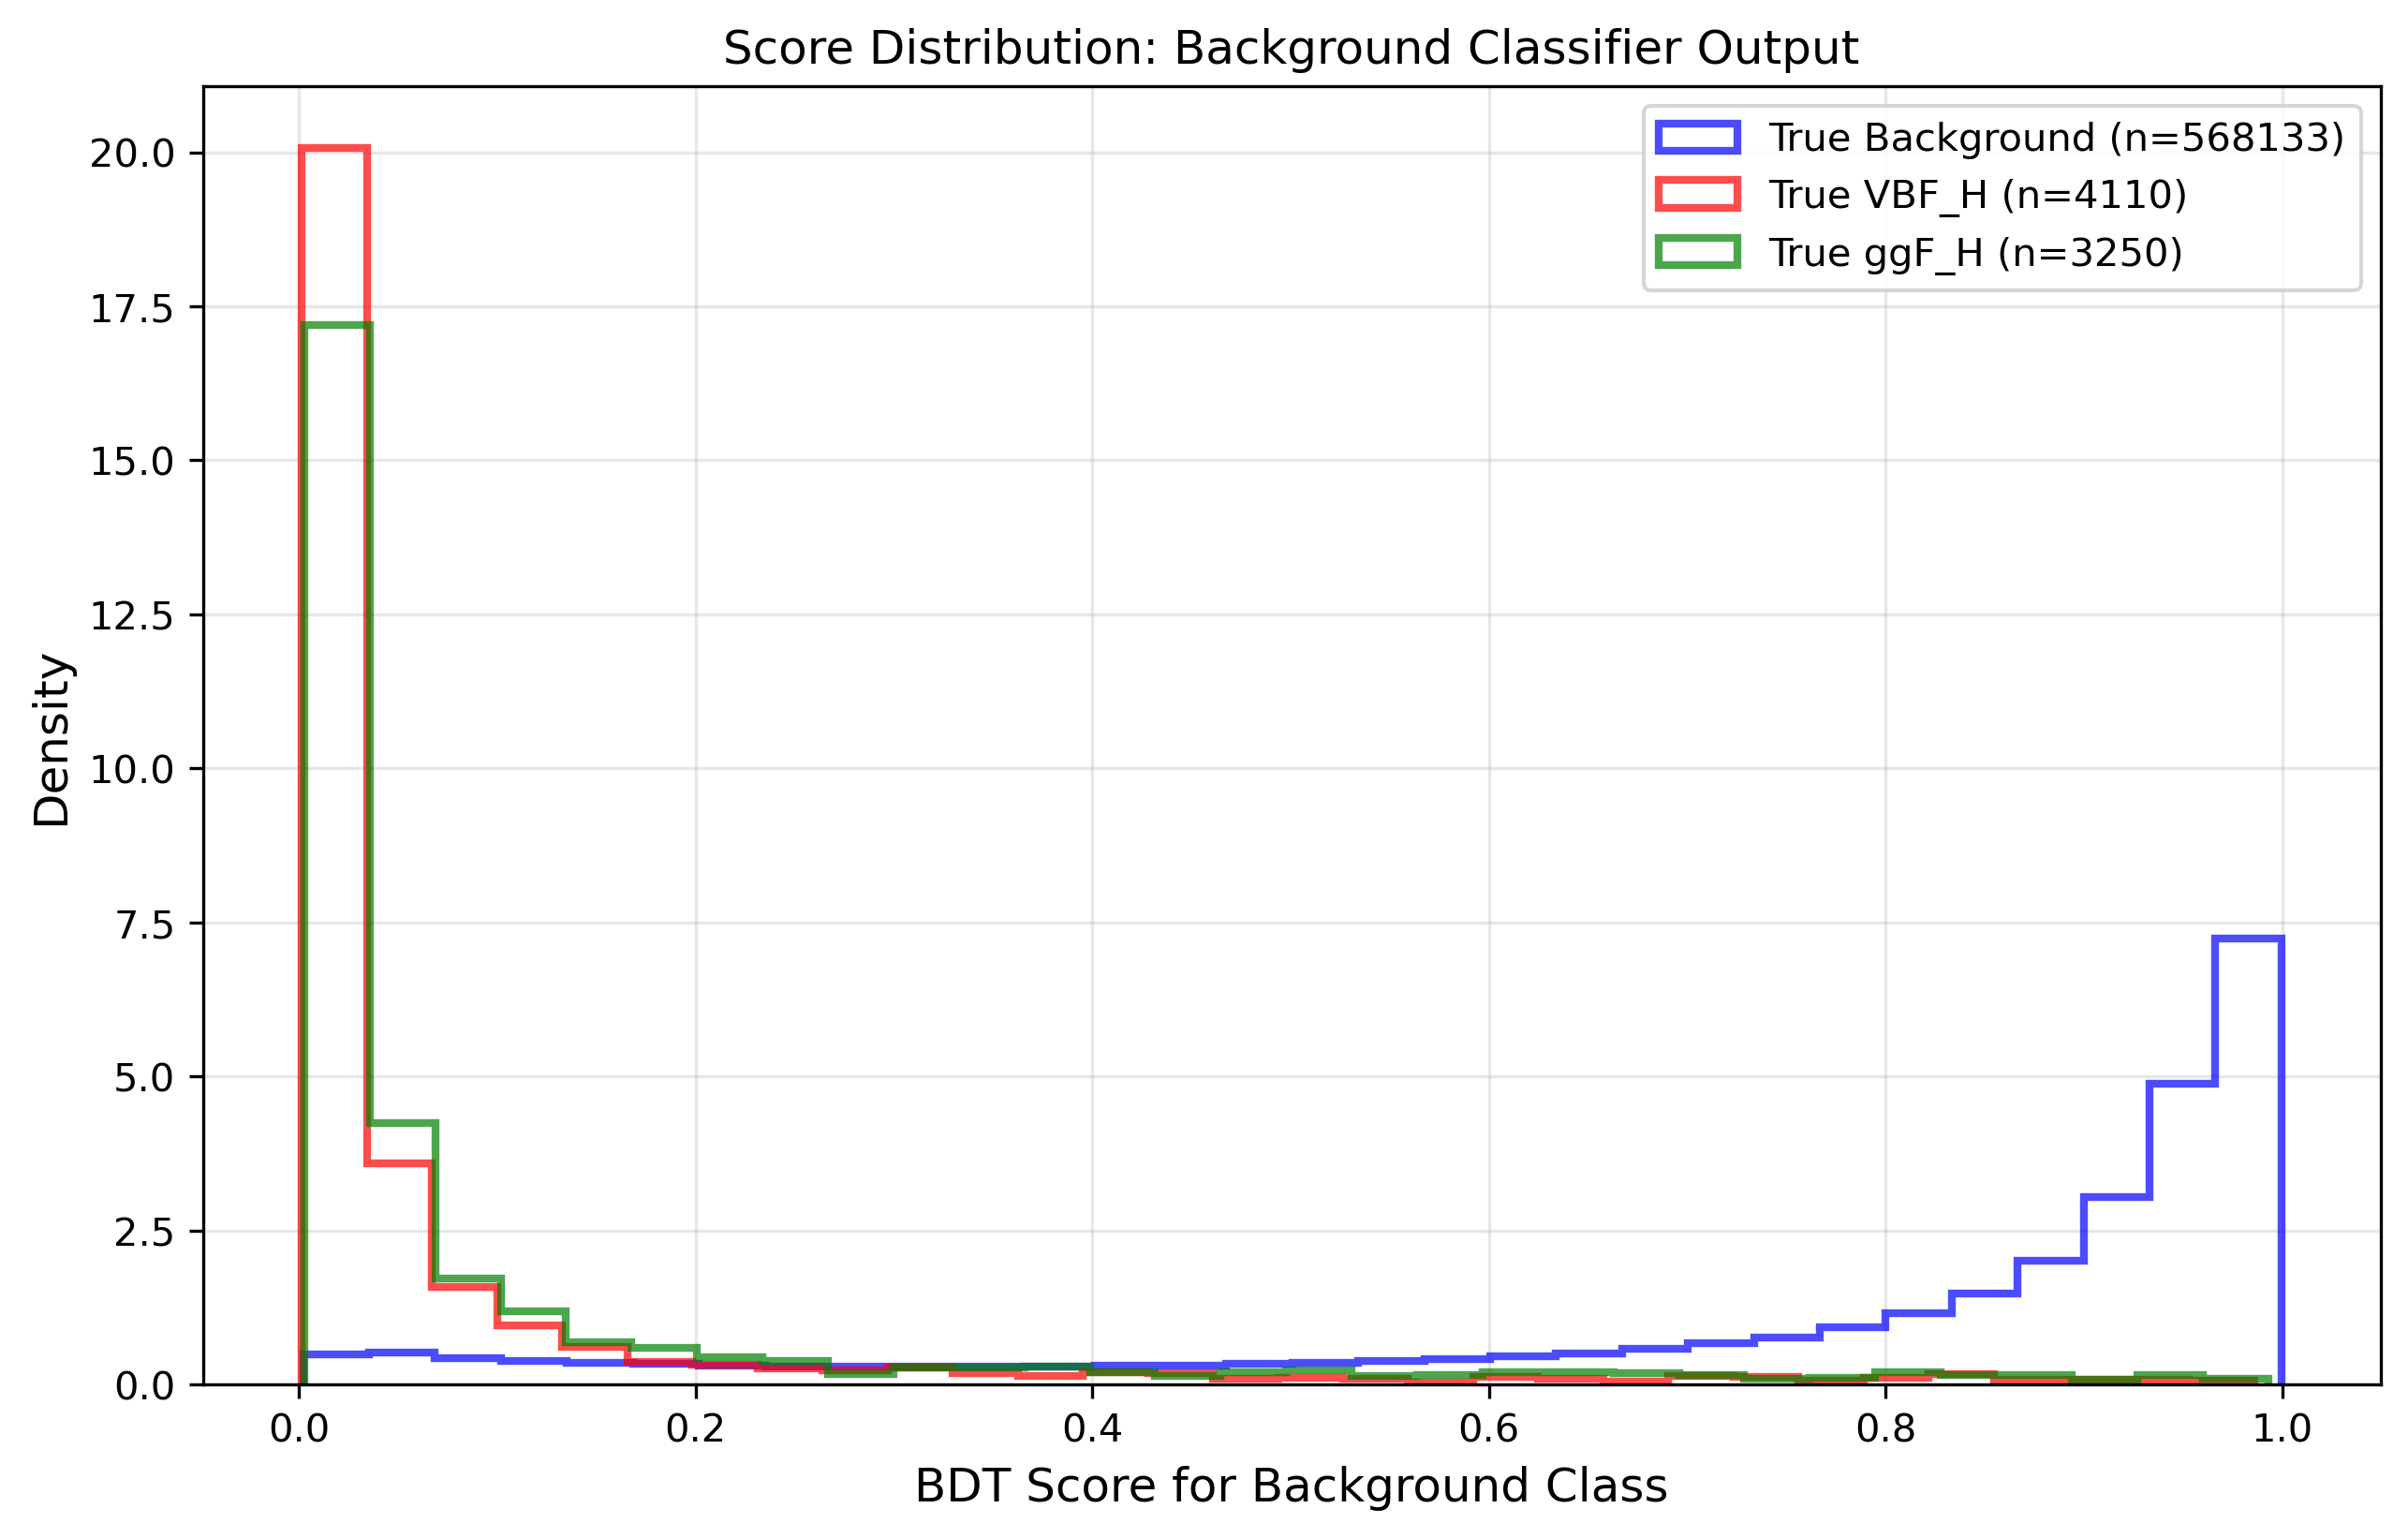 Score Distribution: Background Classifier Output
True Background (n=568133)
True VBF_H (n=4110)
True ggF_H (n=3250)
Density
20.0
17.5
15.0
12.5
10.0
7.5
5.0
2.5
0.0
0.0 0.2 0.4 0.6 0.8 1.0
BDT Score for Background Class